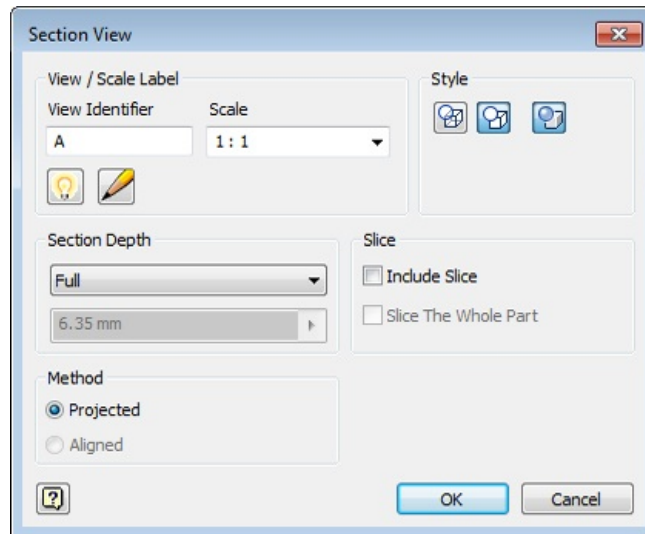 Section View
View / Scale Label
View Identifier
Scale
A
1 : 1
Style
Section Depth
Full
6.35 mm
Slice
Include Slice
Slice The Whole Part
Method
Projected
Aligned
?
OK
Cancel